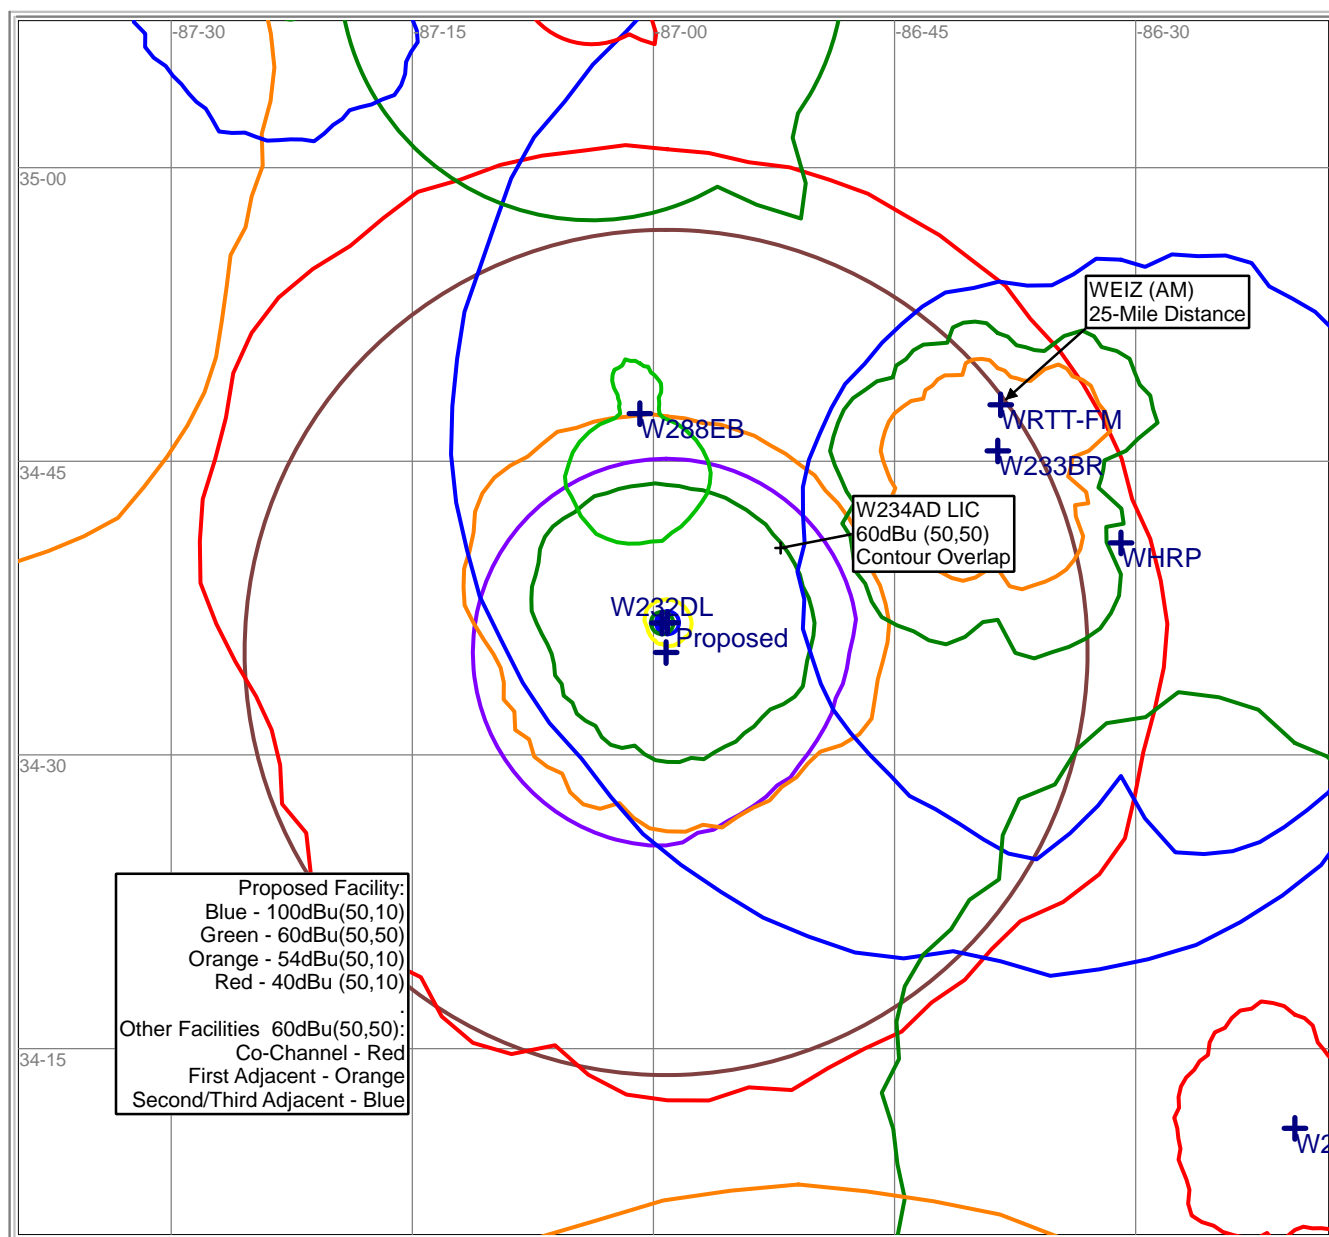 -87-30
-87-15
-87-00
-86-45
-86-30
35-00
WEIZ (AM)
25-Mile Distance
WRTT-FM
W288EB
34-45
W233BR
W234AD LIC
60dBu (50,50)
Contour Overlap
WHRP
W232DL
Proposed
34-30
Proposed Facility:
Blue - 100dBu(50,10)
Green - 60dBu(50,50)
Orange - 54dBu(50,10)
Red - 40dBu (50,10)
.
Other Facilities  60dBu(50,50):
Co-Channel - Red
First Adjacent - Orange
Second/Third Adjacent - Blue
34-15